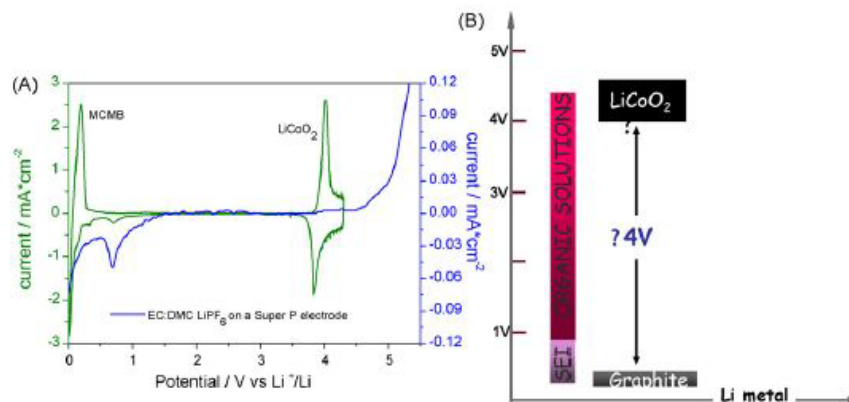 (A)
3
2
1
0
-1
-2
-3
current / mA*cm-2
MCMB
LiCoO2
0.12
0.09
0.06
0.03
0.00
-0.03
-0.06
-0.09
-0.12
current / mA*cm-2
EC:DMC LiPF6 on a Super P electrode
0 1 2 3 4 5
Potential / V vs Li+/Li
(B)
5V
4V
3V
1V
ORGANIC SOLUTIONS
SEI
LiCoO2
?
?4V
Graphite
Li metal